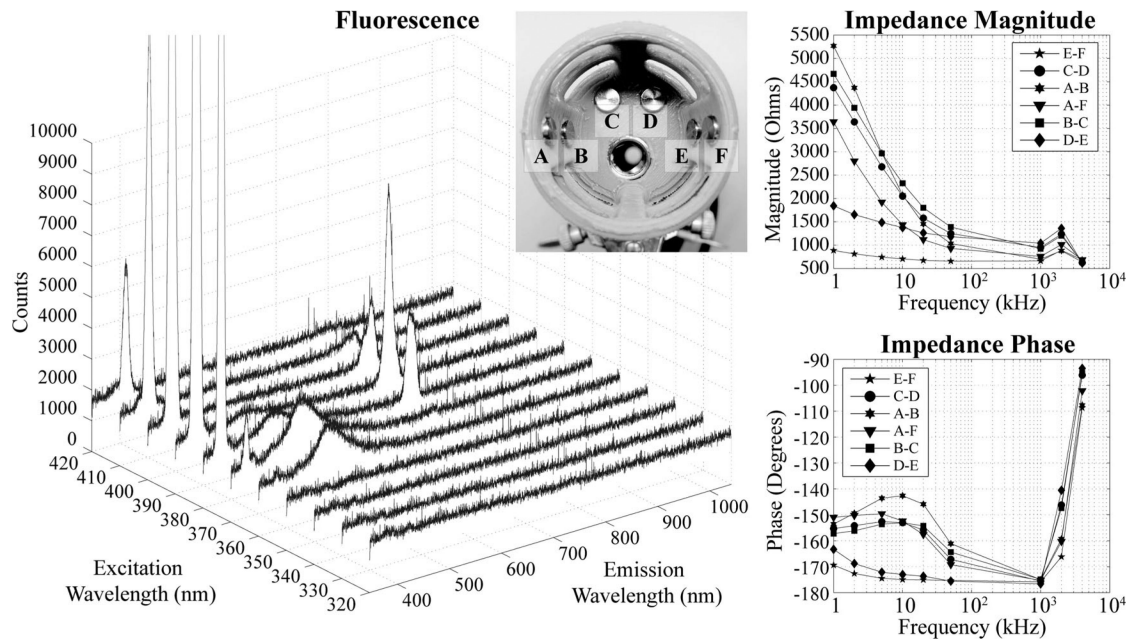 Fluorescence
10000
9000
8000
7000
6000
5000
4000
3000
2000
1000
0
Counts
420
410
400
390
380
370
360
350
340
330
320
Excitation
Wavelength (nm)
400
500
600
700
800
900
1000
Emission
Wavelength (nm)
C D
A B E F
Impedance Magnitude
5500
5000
4500
4000
3500
3000
2500
2000
1500
1000
500
Magnitude (Ohms)
E-F
C-D
A-B
A-F
B-C
D-E
1 10 10² 10³ 10⁴
Frequency (kHz)
Impedance Phase
-90
-100
-110
-120
-130
-140
-150
-160
-170
-180
Phase (Degrees)
E-F
C-D
A-B
A-F
B-C
D-E
1 10 10² 10³ 10⁴
Frequency (kHz)